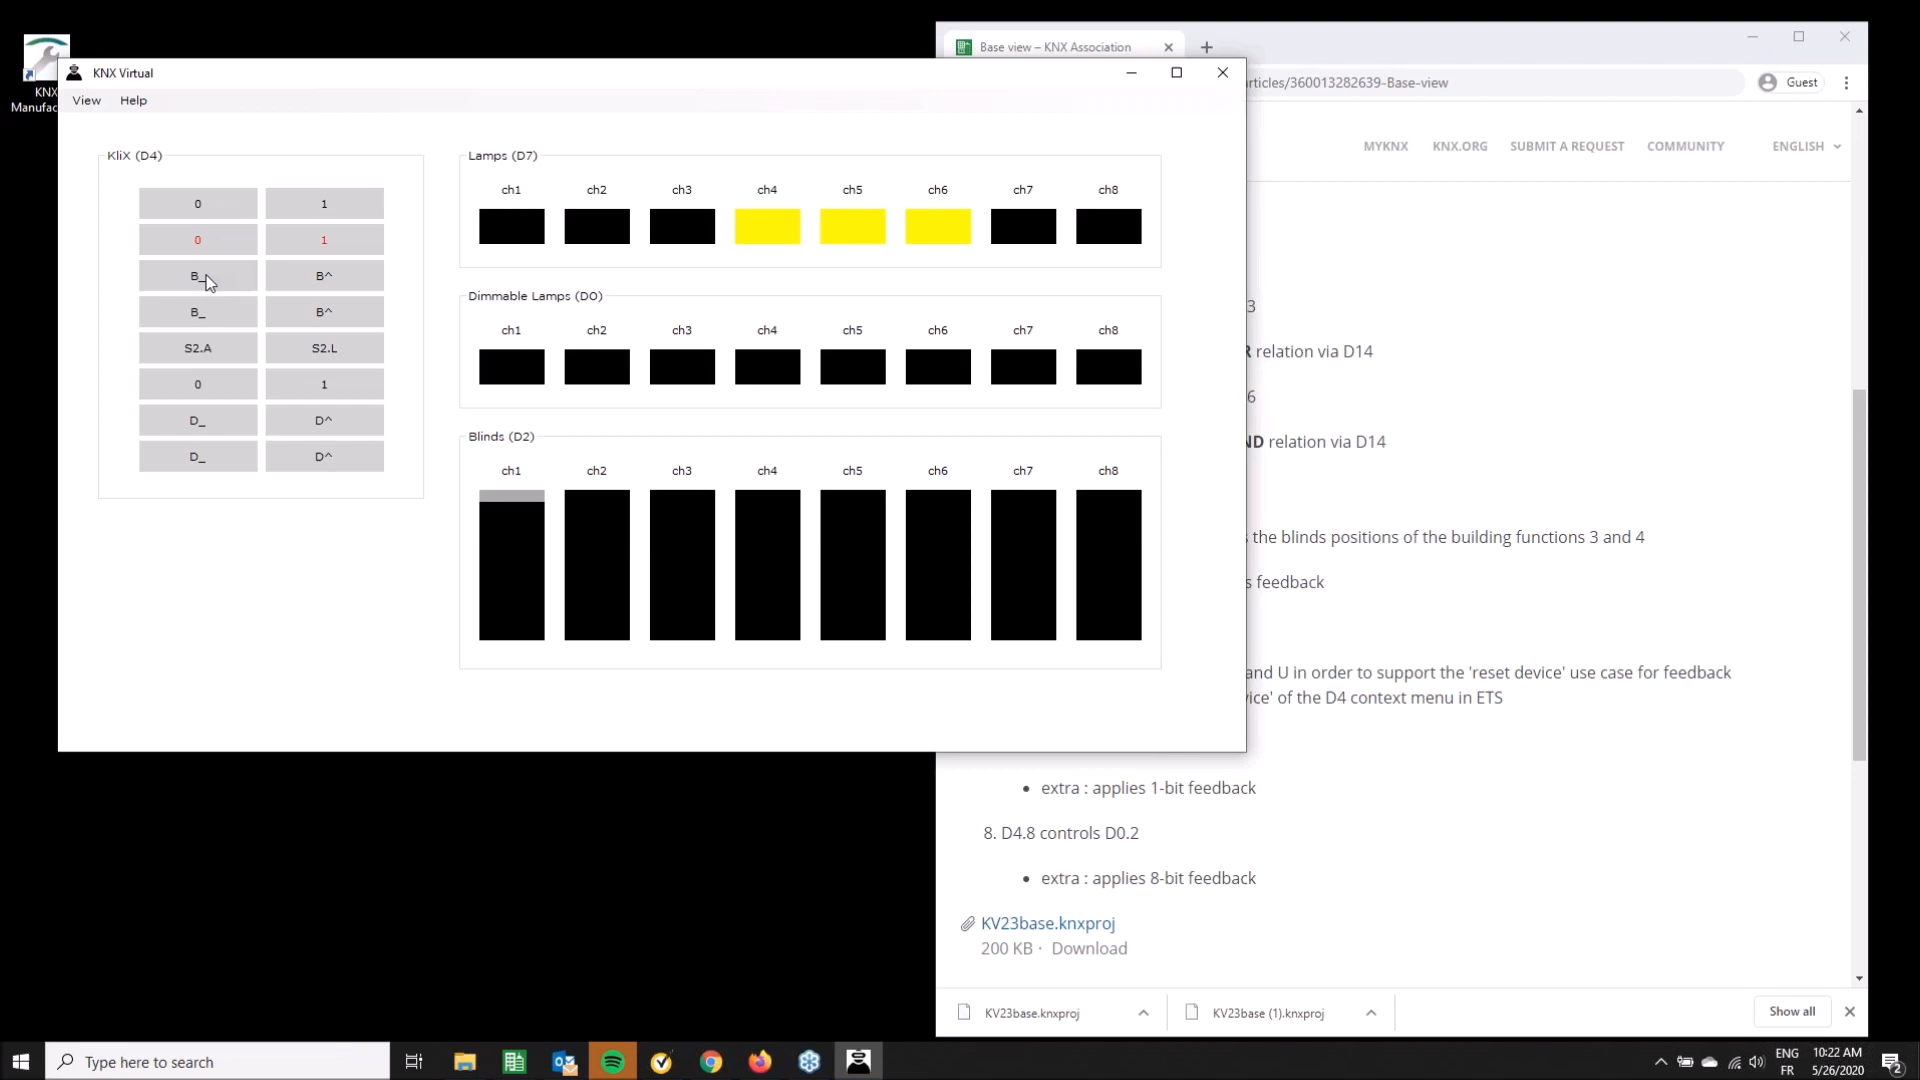 KNX
Manufac
KNX Virtual
View Help
KliX (D4)
0 1
0 1
B_ B^
B_ B^
S2.A S2.L
0 1
D_ D^
D_ D^
Lamps (D7)
ch1 ch2 ch3 ch4 ch5 ch6 ch7 ch8
Dimmable Lamps (D0)
ch1 ch2 ch3 ch4 ch5 ch6 ch7 ch8
Blinds (D2)
ch1 ch2 ch3 ch4 ch5 ch6 ch7 ch8
Base view – KNX Association
articles/360013282639-Base-view
Guest
MYKNX KNX.ORG SUBMIT A REQUEST COMMUNITY ENGLISH
3
R relation via D14
6
ND relation via D14
s the blinds positions of the building functions 3 and 4
s feedback
and U in order to support the 'reset device' use case for feedback
vice' of the D4 context menu in ETS
• extra : applies 1-bit feedback
8. D4.8 controls D0.2
• extra : applies 8-bit feedback
KV23base.knxproj
200 KB · Download
KV23base.knxproj KV23base (1).knxproj Show all
Type here to search
ENG
FR
10:22 AM
5/26/2020
2